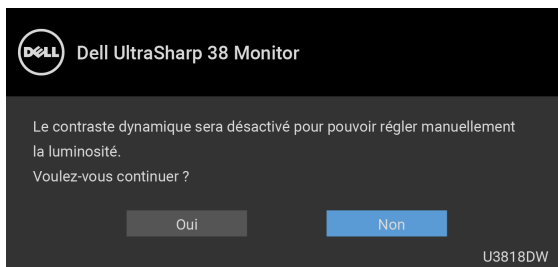 DELL Dell UltraSharp 38 Monitor
Le contraste dynamique sera désactivé pour pouvoir régler manuellement
la luminosité.
Voulez-vous continuer ?
Oui Non
U3818DW